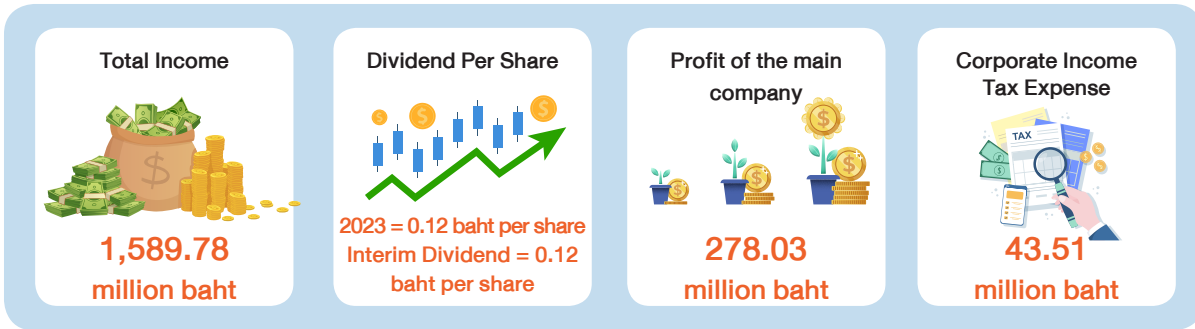 Total Income
1,589.78
million baht
Dividend Per Share
2023 = 0.12 baht per share
Interim Dividend = 0.12
baht per share
Profit of the main
company
278.03
million baht
Corporate Income
Tax Expense
TAX
43.51
million baht